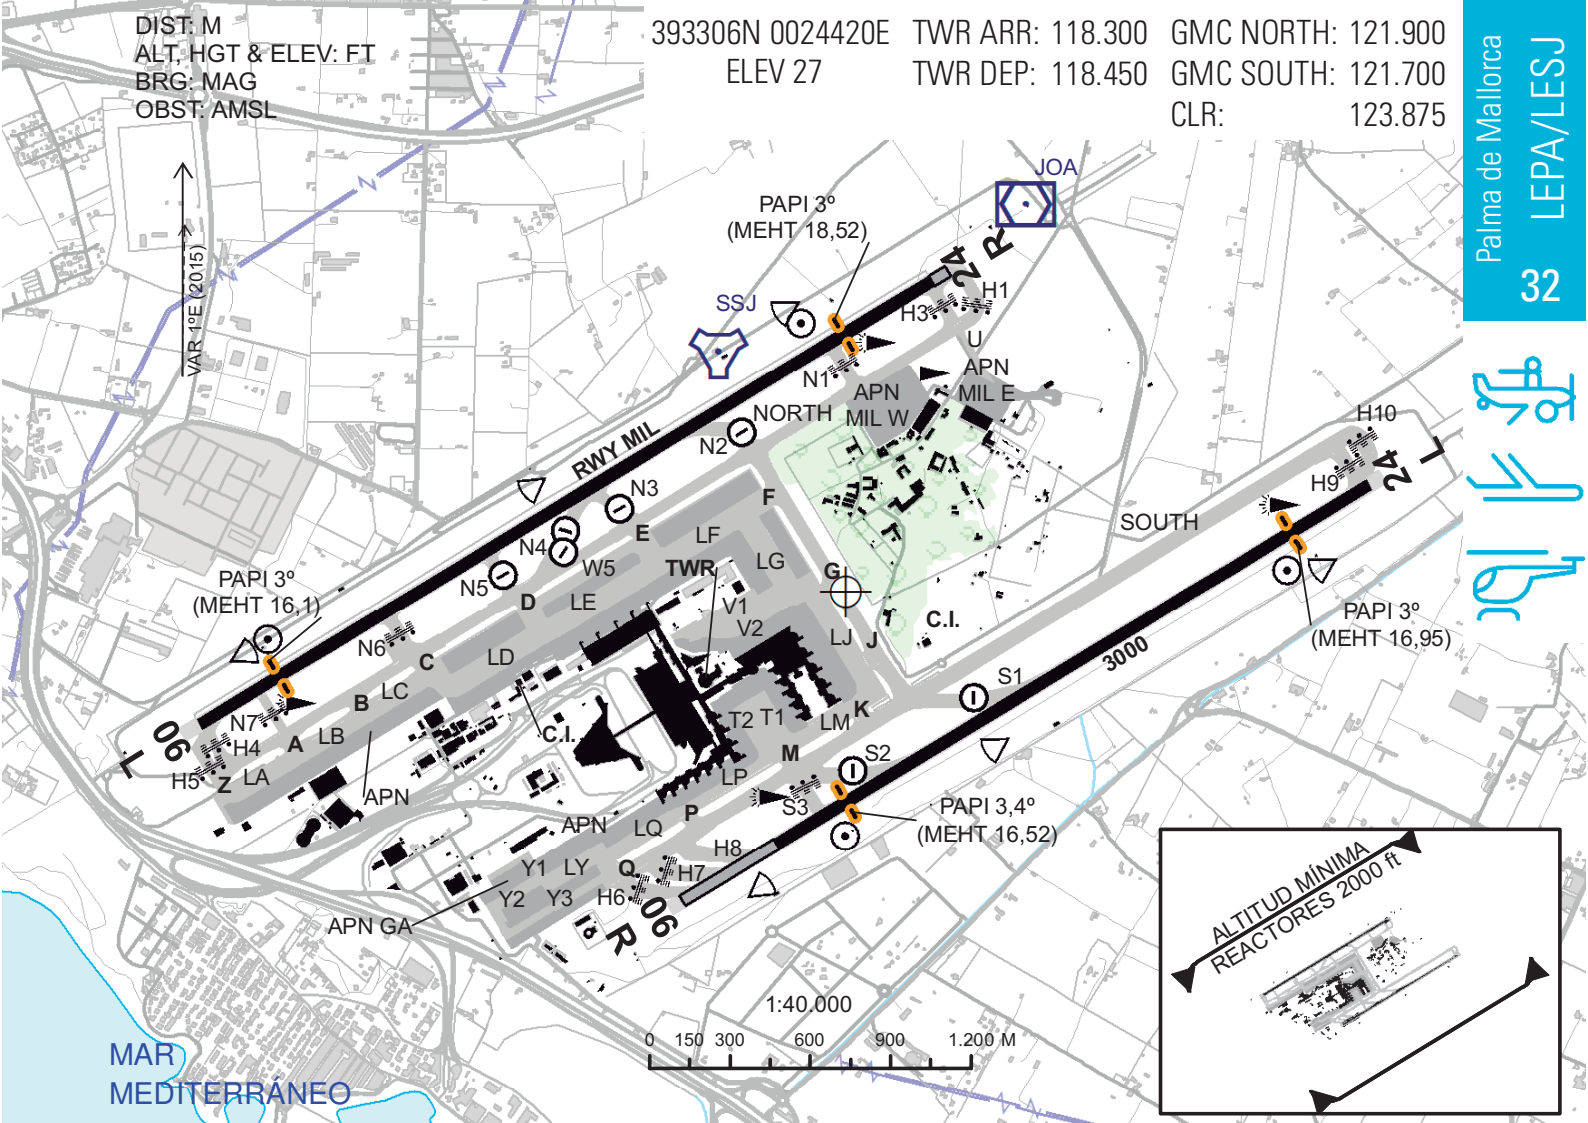 DIST: M
ALT, HGT & ELEV: FT
BRG: MAG
OBST: AMSL
393306N 0024420E
ELEV 27
TWR ARR: 118.300
TWR DEP: 118.450
GMC NORTH: 121.900
GMC SOUTH: 121.700
CLR: 123.875
Palma de Mallorca
LEPA/LESJ
32
VAR 1ºE (2015)
JOA
PAPI 3º
(MEHT 18,52)
SSJ
24 R
H1
H3
U
N1
APN
MIL W
APN
MIL E
NORTH
N2
RWY MIL
N3
N4
N5
W5
E
F
LF
LG
TWR
G
LE
D
V1
V2
LJ
J
C.I.
SOUTH
H10
H9
24 L
PAPI 3º
(MEHT 16,95)
3000
S1
PAPI 3º
(MEHT 16,1)
N6
C
LD
LC
B
N7
LB
A
H4
H5
Z
LA
06 L
APN
C.I.
T2
T1
LM
K
M
S2
LP
S3
PAPI 3,4º
(MEHT 16,52)
P
APN
LQ
H8
Y1
LY
Q
H7
Y2
Y3
H6
APN GA
06 R
1:40.000
0 150 300 600 900 1.200 M
MAR
MEDITERRÁNEO
ALTITUD MÍNIMA
REACTORES 2000 ft